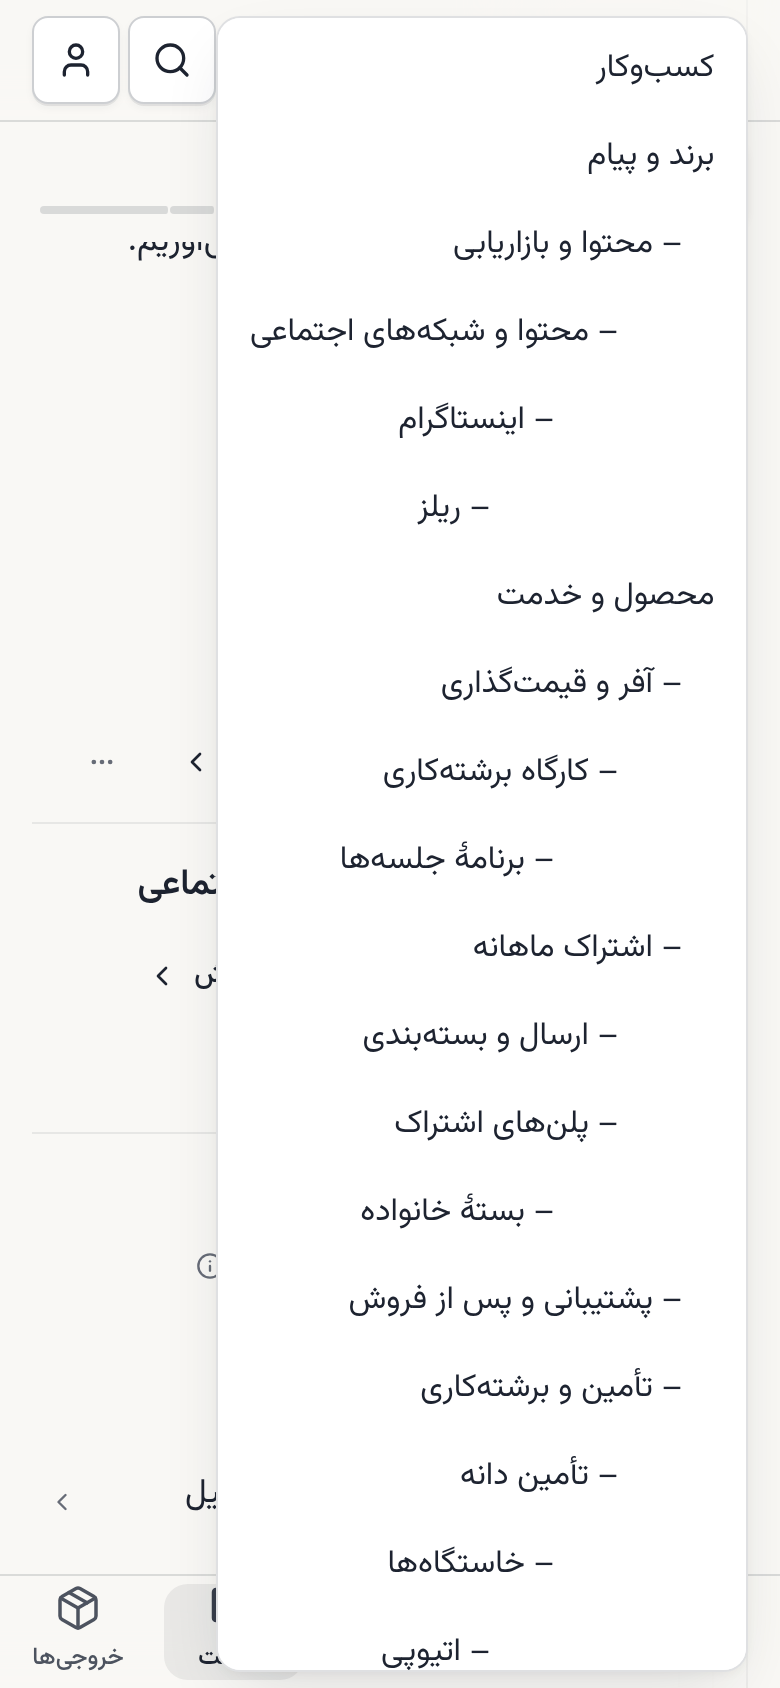 کسب‌وکار
برند و پیام
– محتوا و بازاریابی
– محتوا و شبکه‌های اجتماعی
– اینستاگرام
– ریلز
محصول و خدمت
– آفر و قیمت‌گذاری
– کارگاه برشته‌کاری
– برنامهٔ جلسه‌ها
– اشتراک ماهانه
– ارسال و بسته‌بندی
– پلن‌های اشتراک
– بستهٔ خانواده
– پشتیبانی و پس از فروش
– تأمین و برشته‌کاری
– تأمین دانه
– خاستگاه‌ها
– اتیوپی
خروجی‌ها